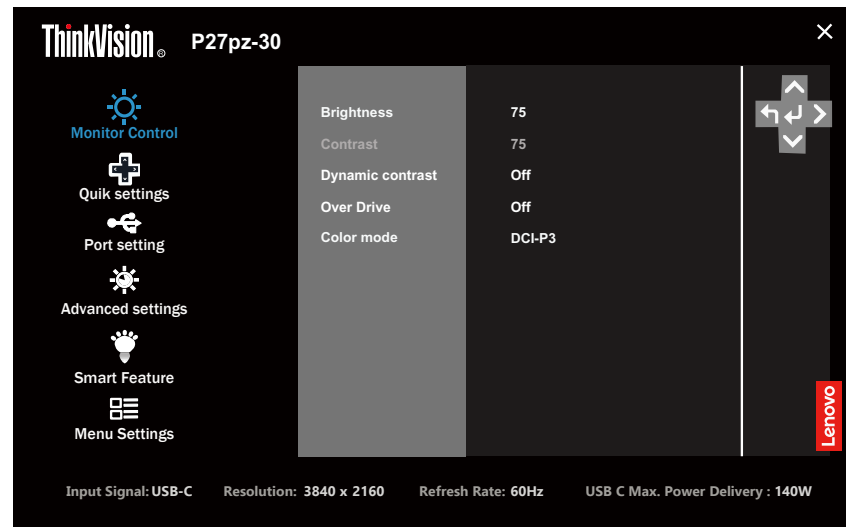 ThinkVision® P27pz-30
Monitor Control
Quik settings
Port setting
Advanced settings
Smart Feature
Menu Settings
Brightness 75
Contrast 75
Dynamic contrast Off
Over Drive Off
Color mode DCI-P3
Lenovo
Input Signal: USB-C Resolution: 3840 x 2160 Refresh Rate: 60Hz USB C Max. Power Delivery : 140W